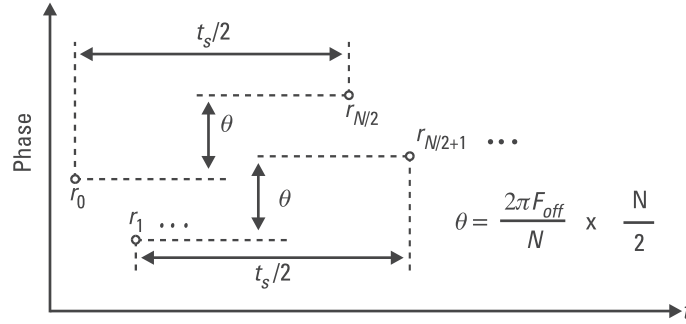 t_s/2
θ
r_N/2
r_N/2+1 •••
Phase
r_0
θ
r_1 •••
θ = 2πF_off / N x N / 2
t_s/2
t